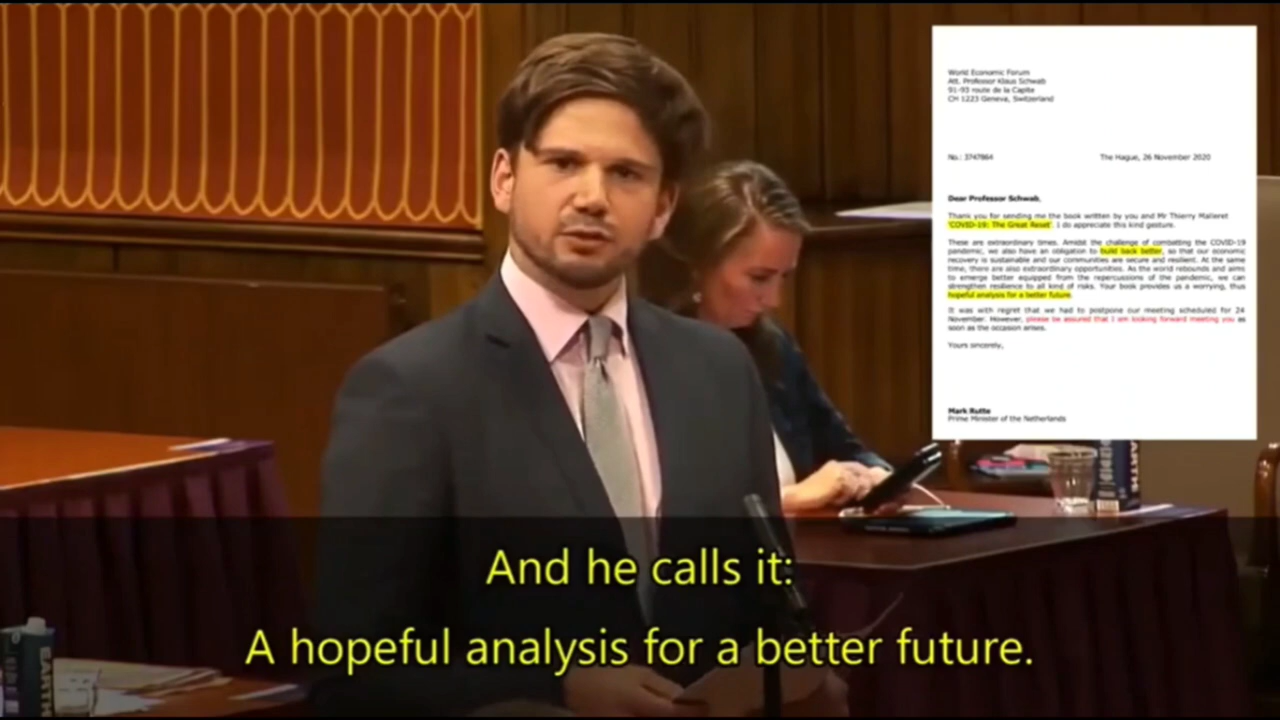 World Economic Forum
Att. Professor Klaus Schwab
91-93 route de la Capite
CH 1223 Geneva, Switzerland
No.: 3747864
The Hague, 26 November 2020
Dear Professor Schwab,
Thank you for sending me the book written by you and Mr Thierry Malleret
'COVID-19: The Great Reset'. I do appreciate this kind gesture.
These are extraordinary times. Amidst the challenge of combatting the COVID-19
pandemic, we also have an obligation to build back better, so that our economic
recovery is sustainable and our communities are secure and resilient. At the same
time, there are also extraordinary opportunities. As the world rebounds and aims
to emerge better equipped from the repercussions of the pandemic, we can
strengthen resilience to all kind of risks. Your book provides us a worrying, thus
hopeful analysis for a better future.
It was with regret that we had to postpone our meeting scheduled for 24
November. However, please be assured that I am looking forward meeting you as
soon as the occasion arises.
Yours sincerely,
Mark Rutte
Prime Minister of the Netherlands
EARTH
EARTH
And he calls it:
A hopeful analysis for a better future.